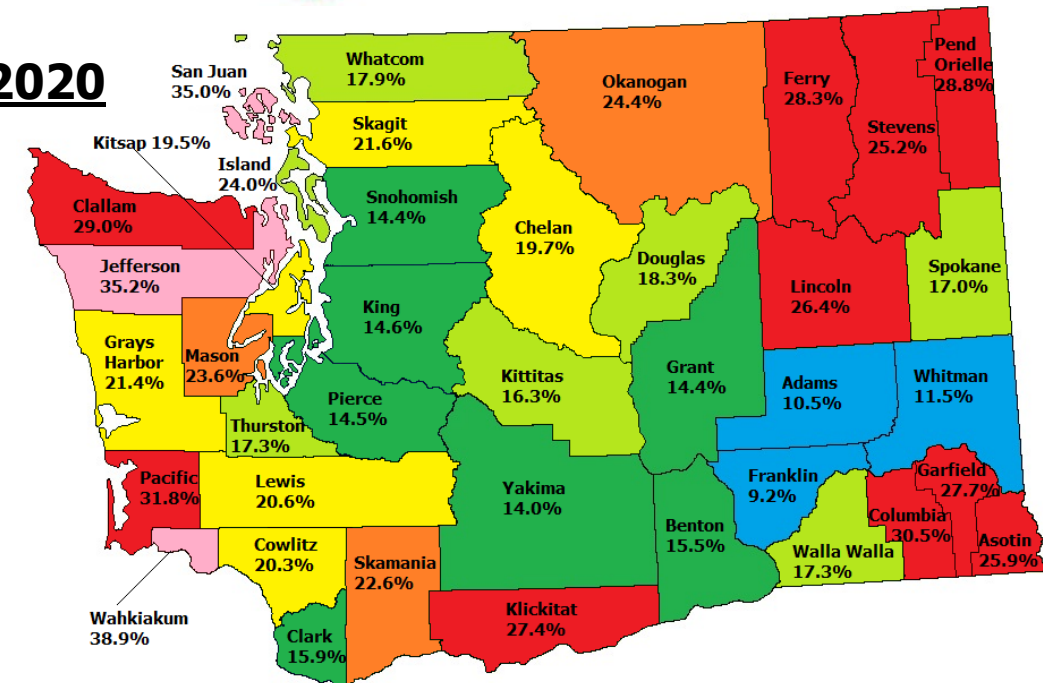 2020
Whatcom
17.9%
San Juan
35.0%
Okanogan
24.4%
Ferry
28.3%
Pend
Orielle
28.8%
Skagit
21.6%
Stevens
25.2%
Kitsap 19.5%
Island
24.0%
Snohomish
14.4%
Clallam
29.0%
Chelan
19.7%
Douglas
18.3%
Jefferson
35.2%
Lincoln
26.4%
Spokane
17.0%
King
14.6%
Grays
Harbor
21.4%
Mason
23.6%
Kittitas
16.3%
Grant
14.4%
Adams
10.5%
Whitman
11.5%
Pierce
14.5%
Thurston
17.3%
Pacific
31.8%
Lewis
20.6%
Yakima
14.0%
Franklin
9.2%
Garfield
27.7%
Benton
15.5%
Columbia
30.5%
Asotin
25.9%
Cowlitz
20.3%
Skamania
22.6%
Walla Walla
17.3%
Wahkiakum
38.9%
Klickitat
27.4%
Clark
15.9%